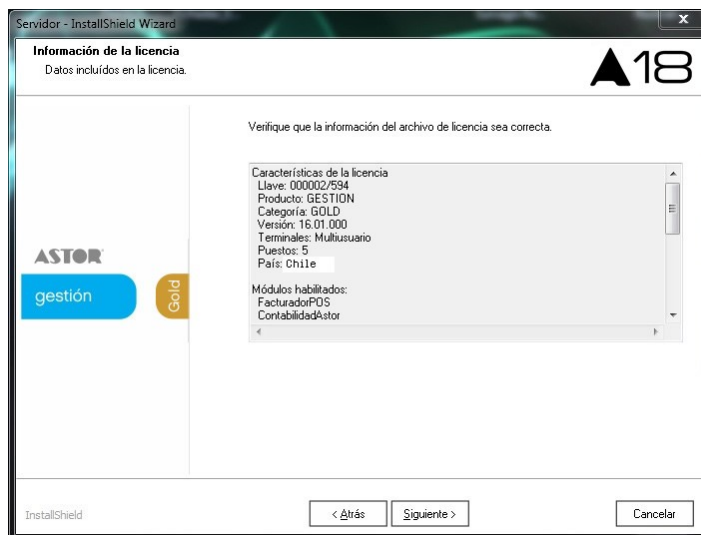 Servidor - InstallShield Wizard
Información de la licencia
Datos incluídos en la licencia.
A18
Verifique que la información del archivo de licencia sea correcta.
Características de la licencia
Llave: 000002/594
Producto: GESTION
Categoría: GOLD
Versión: 16.01.000
Terminales: Multiusuario
Puestos: 5
País: Chile
Módulos habilitados:
FacturadorPOS
ContabilidadAstor
ASTOR
gestión
Gold
InstallShield
< Atrás
Siguiente >
Cancelar